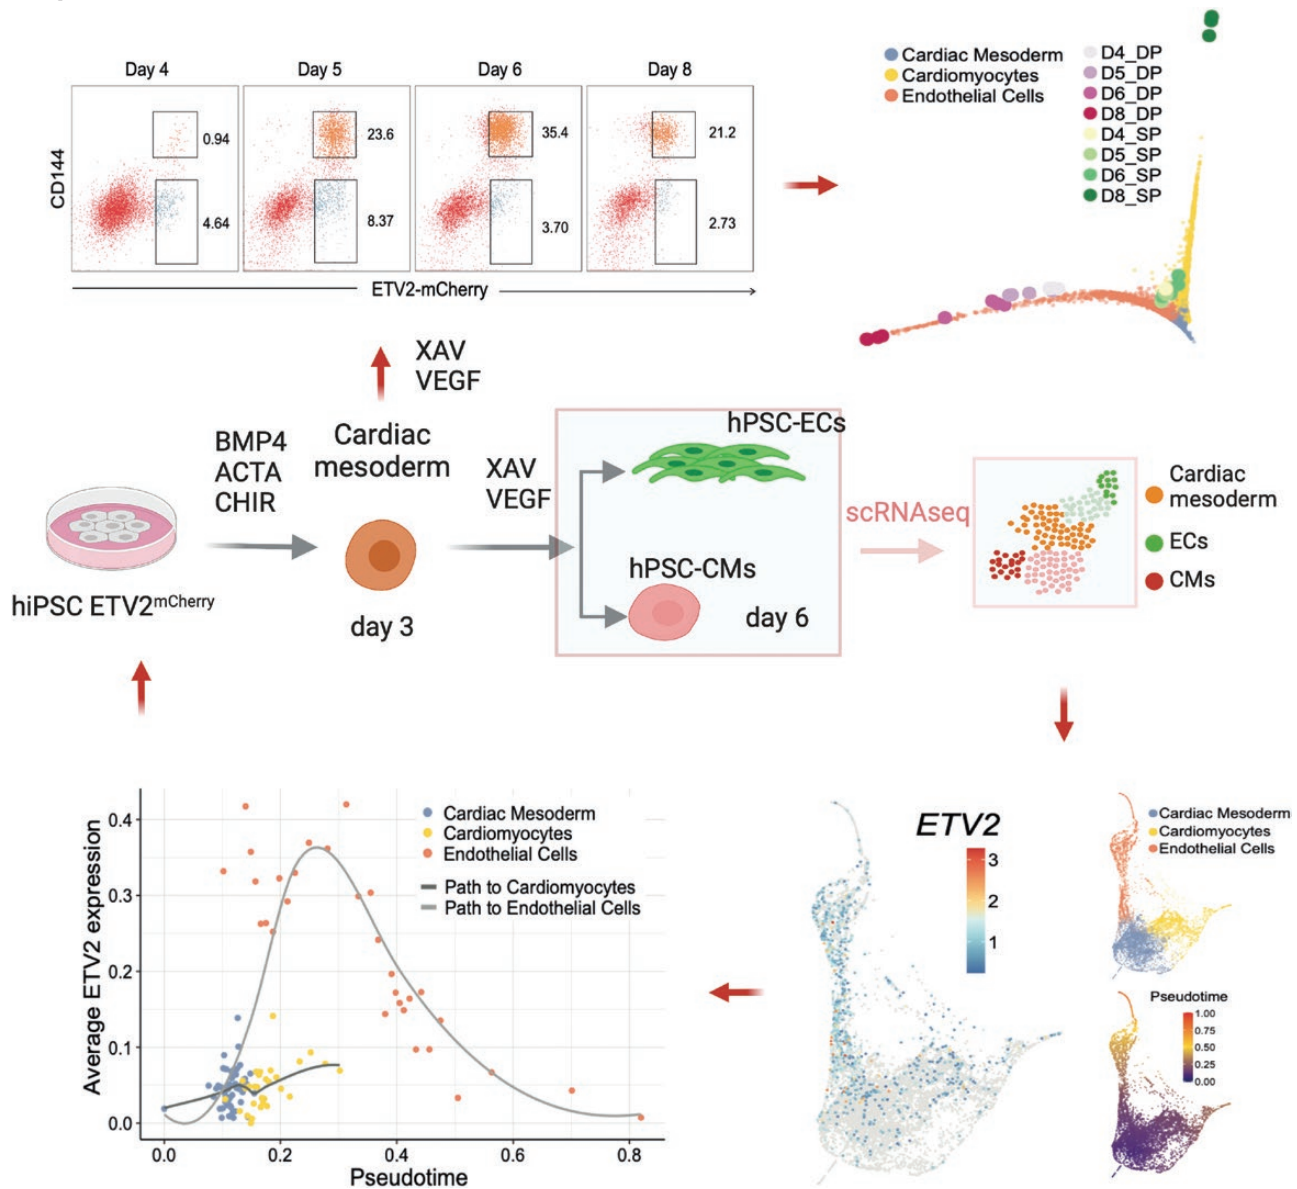 Day 4
Day 5
Day 6
Day 8
CD144
0.94
4.64
23.6
8.37
35.4
3.70
21.2
2.73
ETV2-mCherry
Cardiac Mesoderm
Cardiomyocytes
Endothelial Cells
D4_DP
D5_DP
D6_DP
D8_DP
D4_SP
D5_SP
D6_SP
D8_SP
XAV
VEGF
BMP4
ACTA
CHIR
Cardiac
mesoderm
XAV
VEGF
hPSC-ECs
hPSC-CMs
day 6
hiPSC ETV2mCherry
day 3
scRNAseq
Cardiac
mesoderm
ECs
CMs
Average ETV2 expression
0.4
0.3
0.2
0.1
0.0
0.0
0.2
0.4
0.6
0.8
Pseudotime
Cardiac Mesoderm
Cardiomyocytes
Endothelial Cells
Path to Cardiomyocytes
Path to Endothelial Cells
ETV2
3
2
1
Cardiac Mesoderm
Cardiomyocytes
Endothelial Cells
Pseudotime
1.00
0.75
0.50
0.25
0.00